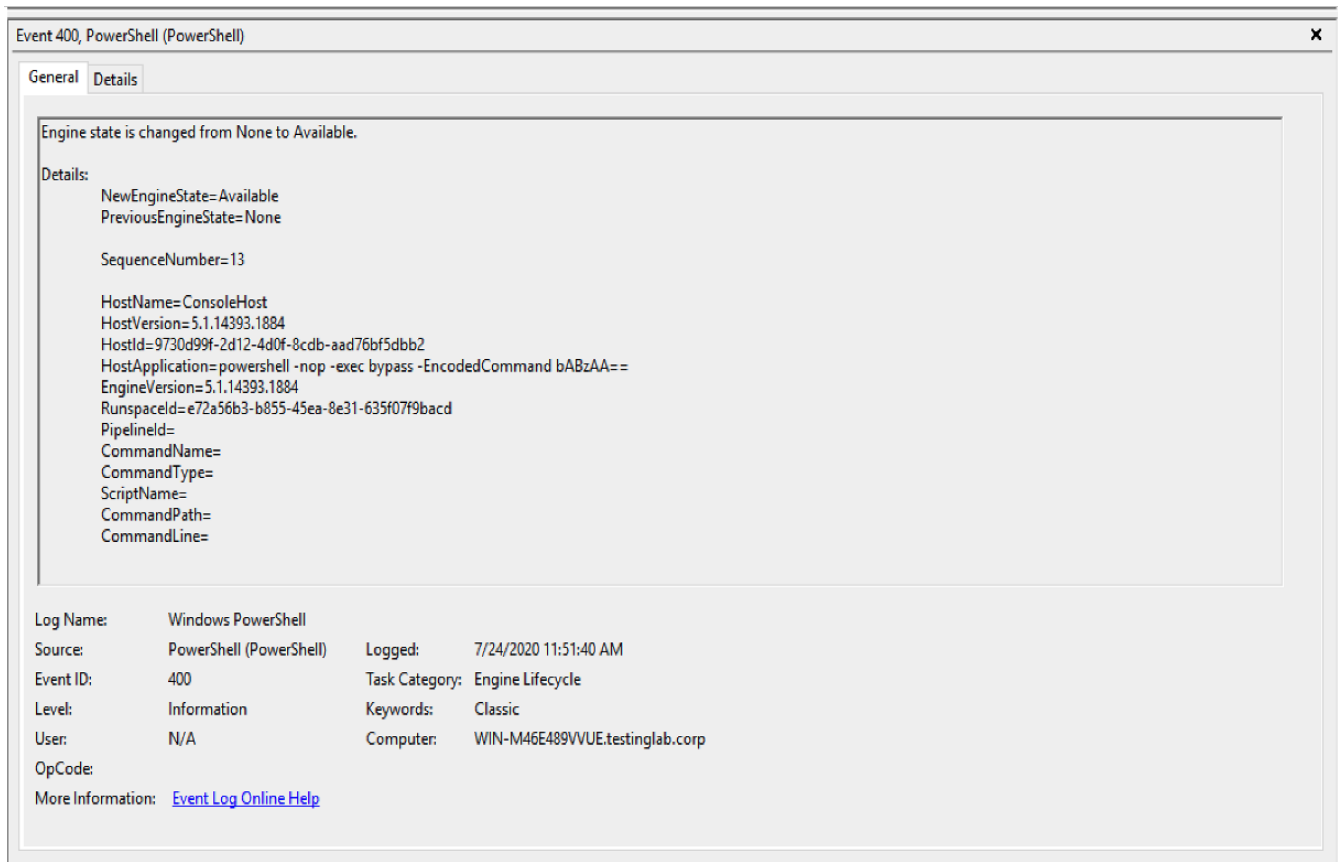 Event 400, PowerShell (PowerShell)
General Details
Engine state is changed from None to Available.
Details:
NewEngineState=Available
PreviousEngineState=None
SequenceNumber=13
HostName=ConsoleHost
HostVersion=5.1.14393.1884
HostId=9730d99f-2d12-4d0f-8cdb-aad76bf5dbb2
HostApplication=powershell -nop -exec bypass -EncodedCommand bABzAA==
EngineVersion=5.1.14393.1884
RunspaceId=e72a56b3-b855-45ea-8e31-635f07f9bacd
PipelineId=
CommandName=
CommandType=
ScriptName=
CommandPath=
CommandLine=
Log Name: Windows PowerShell
Source: PowerShell (PowerShell) Logged: 7/24/2020 11:51:40 AM
Event ID: 400 Task Category: Engine Lifecycle
Level: Information Keywords: Classic
User: N/A Computer: WIN-M46E489VVUE.testinglab.corp
OpCode:
More Information: Event Log Online Help